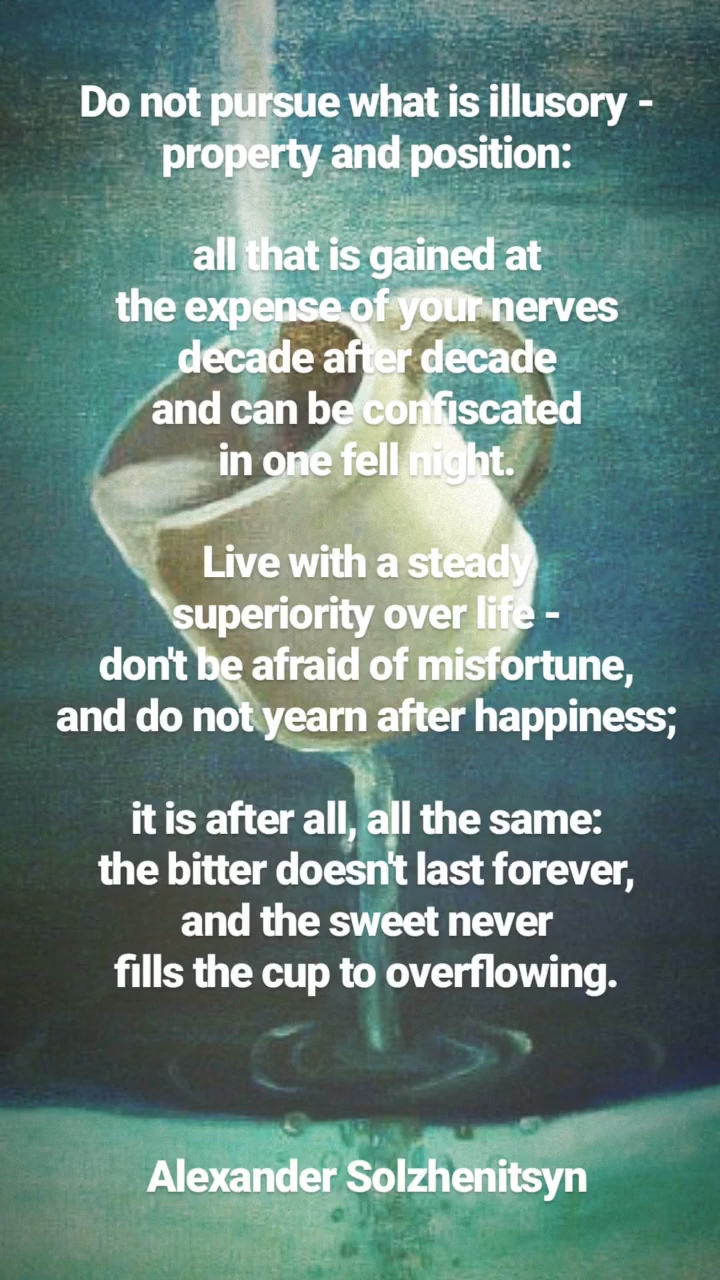 Do not pursue what is illusory -
property and position:
all that is gained at
the expense of your nerves
decade after decade
and can be confiscated
in one fell night.
Live with a steady
superiority over life -
don't be afraid of misfortune,
and do not yearn after happiness;
it is after all, all the same:
the bitter doesn't last forever,
and the sweet never
fills the cup to overflowing.
Alexander Solzhenitsyn